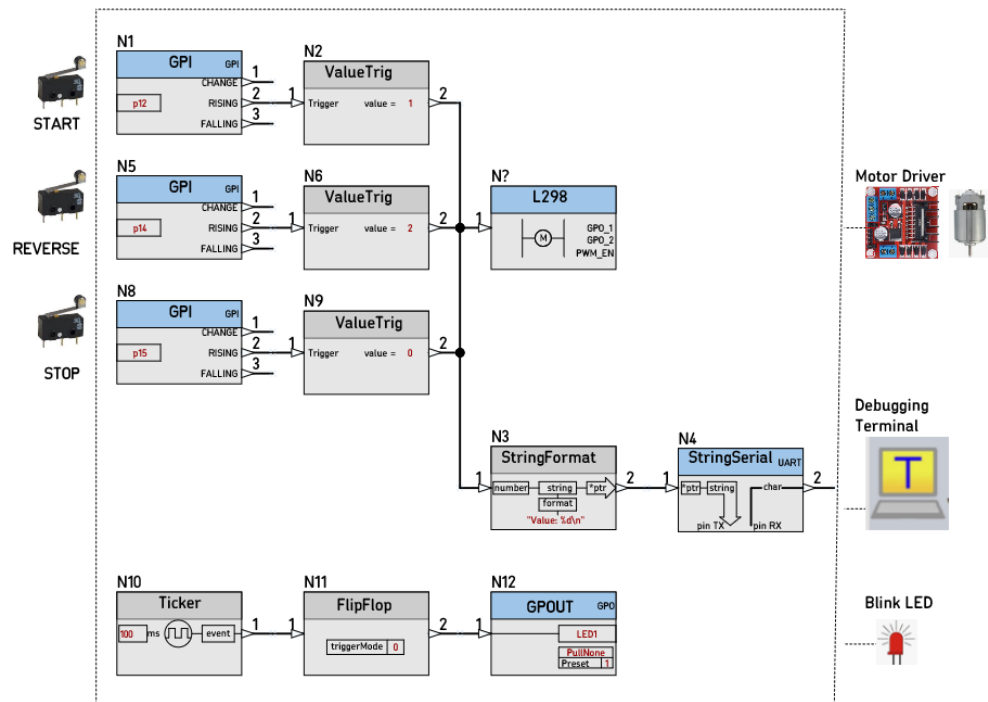 N1
GPI GPI
CHANGE 1
p12 RISING 2
FALLING 3
START
N2
ValueTrig
1 Trigger value = 1 2
N5
GPI GPI
CHANGE 1
p14 RISING 2
FALLING 3
REVERSE
N6
ValueTrig
1 Trigger value = 2 2
N?
L298
1 M GPO_1
GPO_2
PWM_EN
Motor Driver
N8
GPI GPI
CHANGE 1
p15 RISING 2
FALLING 3
STOP
N9
ValueTrig
1 Trigger value = 0 2
N3
StringFormat
1 number string *ptr 2
format
"Value: %d\n"
N4
StringSerial UART
1 *ptr string char 2
pin TX pin RX
Debugging
Terminal
T
N10
Ticker
100 ms event 1
N11
FlipFlop
1 2
triggerMode 0
N12
GPOUT GPO
1 LED1
PullNone
Preset 1
Blink LED